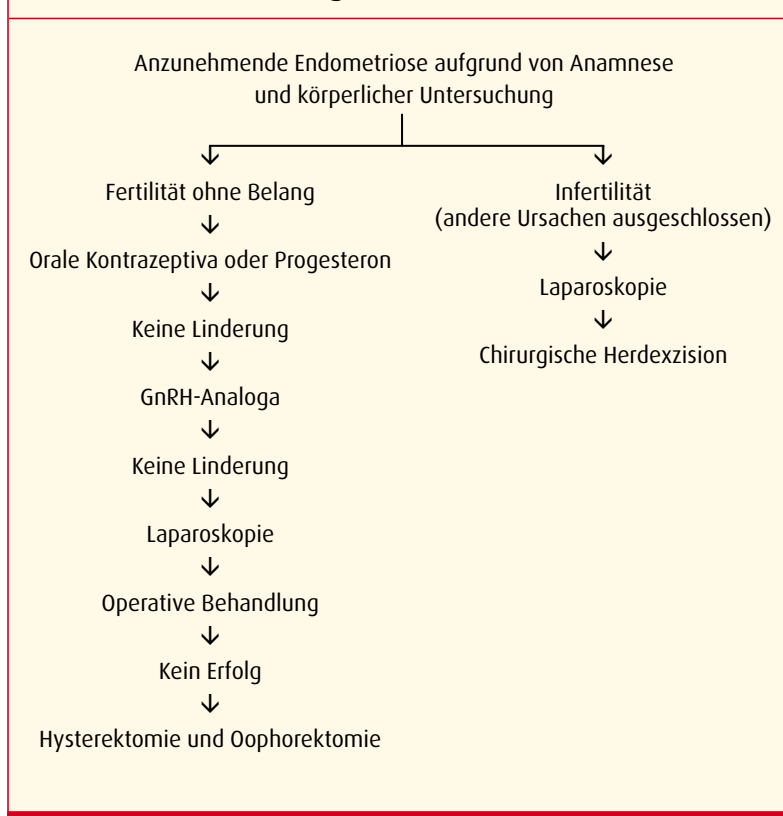 Anzunehmende Endometriose aufgrund von Anamnese
und körperlicher Untersuchung
Fertilität ohne Belang
Orale Kontrazeptiva oder Progesteron
Keine Linderung
GnRH-Analoga
Keine Linderung
Laparoskopie
Operative Behandlung
Kein Erfolg
Hysterektomie und Oophorektomie
Infertilität
(andere Ursachen ausgeschlossen)
Laparoskopie
Chirurgische Herdexzision